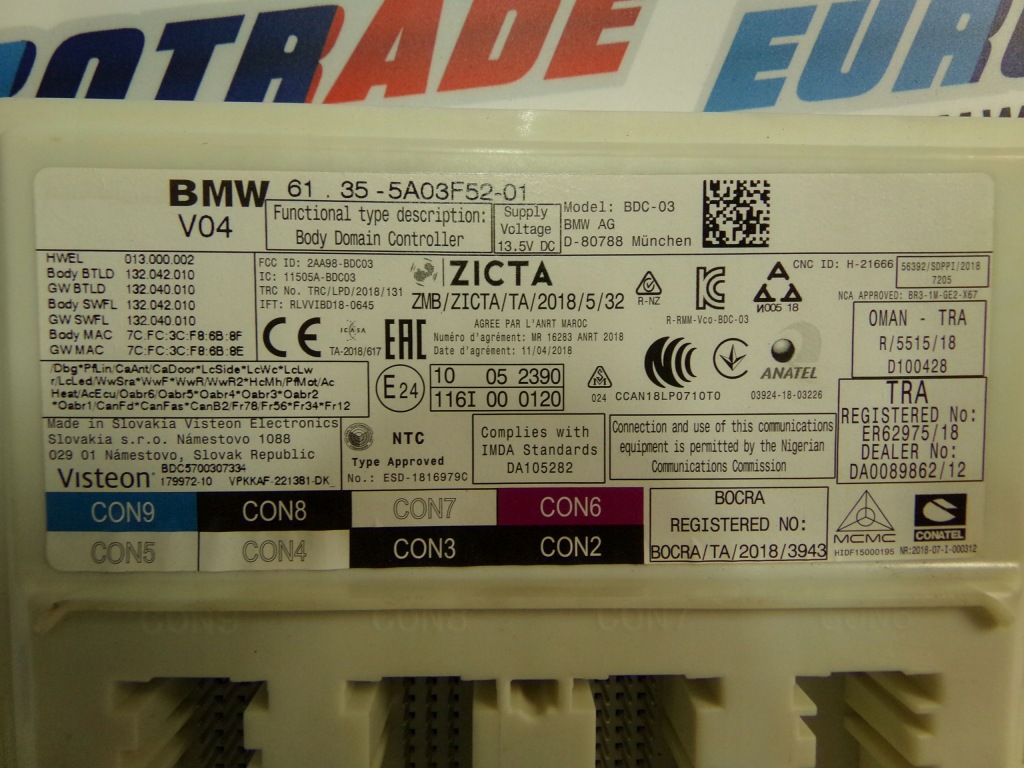 ROTRADE EURO
BMW 61 . 35 - 5A03F52-01
V04
Functional type description:
Body Domain Controller
Supply
Voltage
13.5V DC
Model: BDC-03
BMW AG
D-80788 München
HWEL 013.000.002
Body BTLD 132.042.010
GW BTLD 132.040.010
Body SWFL 132.042.010
GW SWFL 132.040.010
Body MAC 7C:FC:3C:F8:6B:8F
GW MAC 7C:FC:3C:F8:6B:8E
FCC ID: 2AA98-BDC03
IC: 11505A-BDC03
TRC No. TRC/LPD/2018/131
IFT: RLVVIBD18-0645
ZICTA
ZMB/ZICTA/TA/2018/5/32
R-NZ
R-RMM-Vco-BDC-03
И005 18
CNC ID: H-21666
56392/SDPPI/2018
7205
NCA APPROVED: BR3-1M-GE2-X67
CE
ICASA
TA-2018/617
EAC
AGREE PAR L'ANRT MAROC
Numéro d'agrément: MR 16283 ANRT 2018
Date d'agrément: 11/04/2018
OMAN - TRA
R/5515/18
D100428
/Dbg*PfLin/CaAnt/CaDoor*LcSide*LcWc*LcLw
r/LcLed/WwSra*WwF*WwR/WwR2*HcMh/PfMot/Ac
Heat/AcEcu/Oabr6/Oabr5*Oabr4*Oabr3*Oabr2
*Oabr1/CanFd*CanFas*CanB2/Fr78/Fr56*Fr34*Fr12
E24
10 05 2390
116I 00 0120
024
CCAN18LP0710T0
ANATEL
03924-18-03226
TRA
REGISTERED No:
ER62975/18
DEALER No:
DA0089862/12
Made in Slovakia Visteon Electronics
Slovakia s.r.o. Námestovo 1088
029 01 Námestovo, Slovak Republic
Visteon BDC5700307334
179972-10 VPKKAF-2213B1-DK_
NTC
Type Approved
No.: ESD-1816979C
Complies with
IMDA Standards
DA105282
Connection and use of this communications
equipment is permitted by the Nigerian
Communications Commission
CON9 CON8 CON7 CON6
CON5 CON4 CON3 CON2
BOCRA
REGISTERED NO:
BOCRA/TA/2018/3943
MCMC
HIDF15000195
CONATEL
NR:2018-07-I-000312
CON9 CON8 CON7 CON6